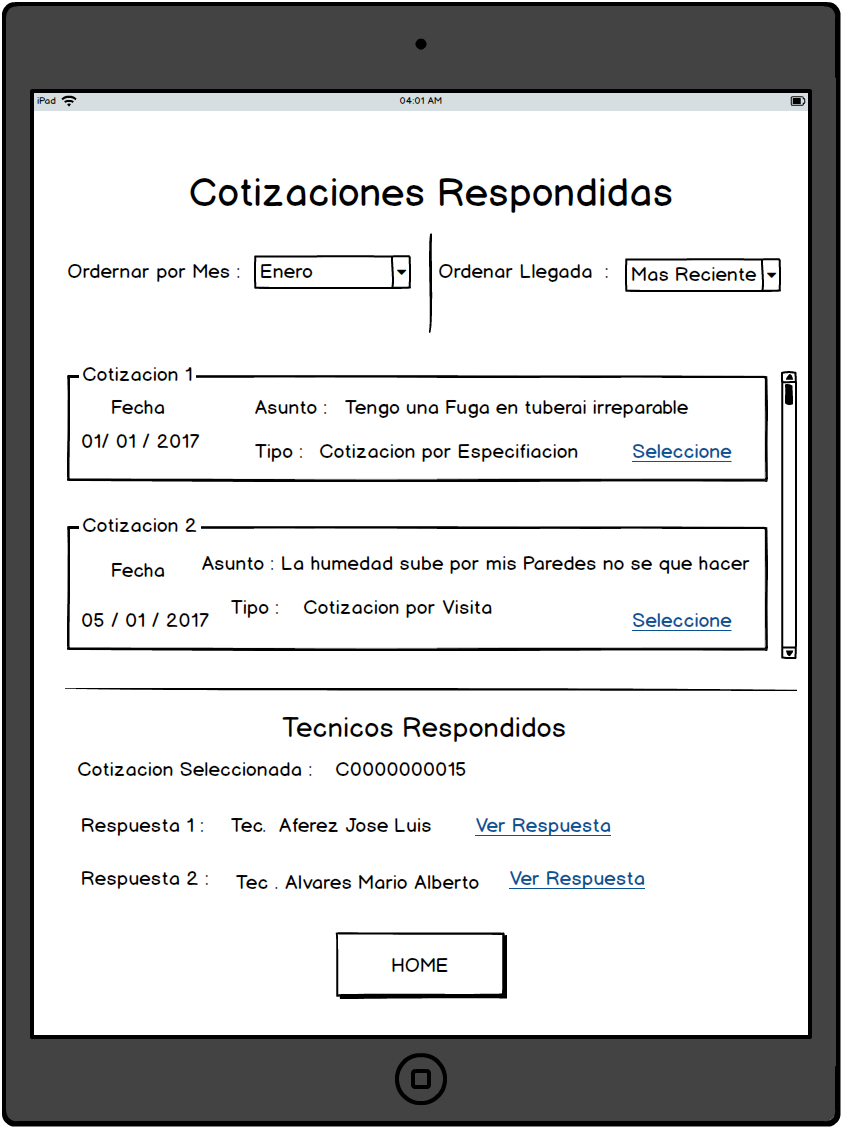 iPad 04:01 AM
Cotizaciones Respondidas
Ordernar por Mes : Enero Ordenar Llegada : Mas Reciente
Cotizacion 1
Fecha Asunto : Tengo una Fuga en tuberai irreparable
01/ 01 / 2017
Tipo : Cotizacion por Especifiacion Seleccione
Cotizacion 2
Fecha Asunto : La humedad sube por mis Paredes no se que hacer
Tipo : Cotizacion por Visita
05 / 01 / 2017 Seleccione
Tecnicos Respondidos
Cotizacion Seleccionada : C0000000015
Respuesta 1 : Tec. Aferez Jose Luis Ver Respuesta
Respuesta 2 : Tec . Alvares Mario Alberto Ver Respuesta
HOME